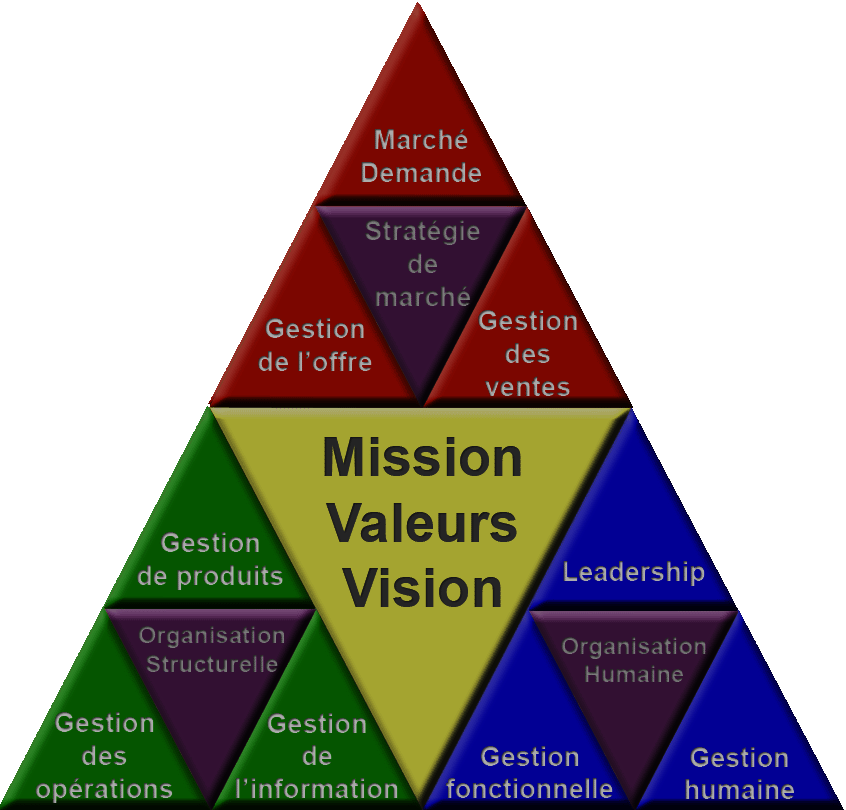 Marché
Demande
Stratégie
de
marché
Gestion
de l’offre
Gestion
des
ventes
Mission
Valeurs
Vision
Gestion
de produits
Leadership
Organisation
Structurelle
Organisation
Humaine
Gestion
des
opérations
Gestion
de
l’information
Gestion
fonctionnelle
Gestion
humaine